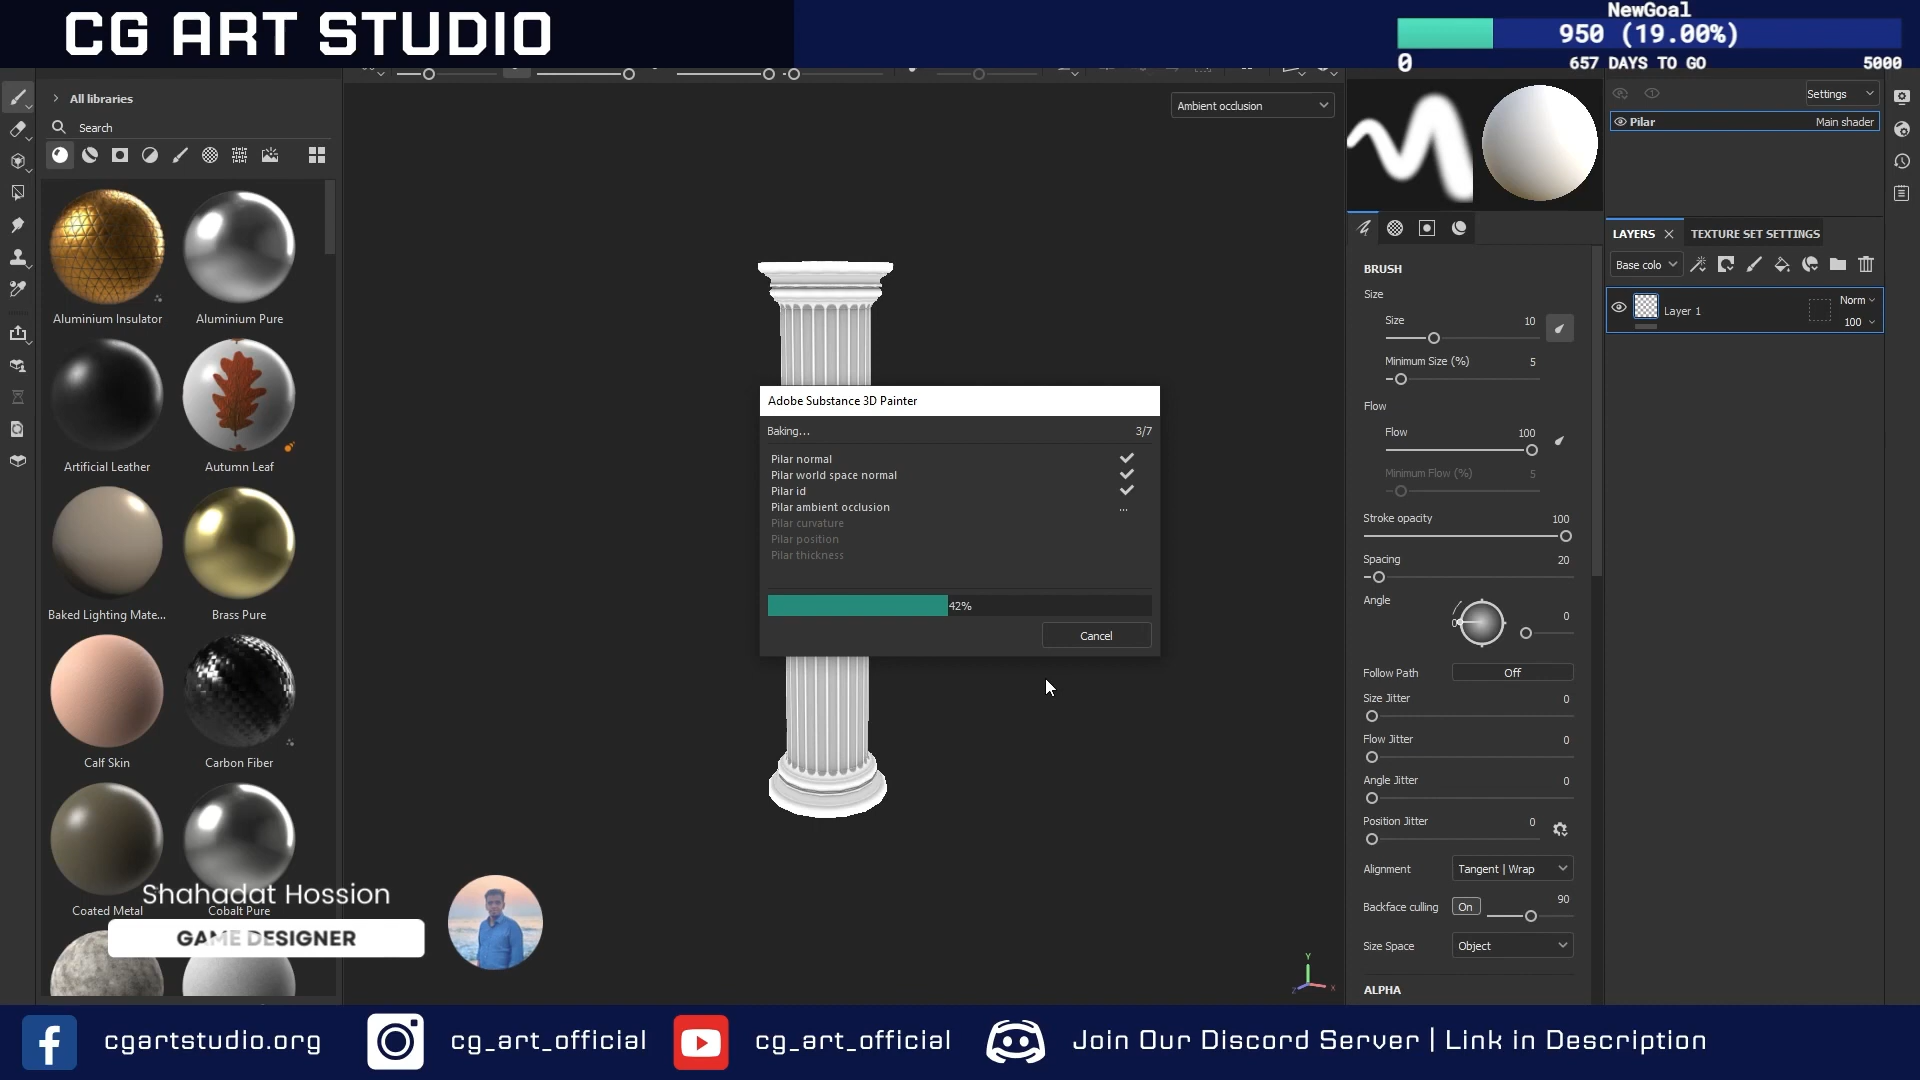 CG ART STUDIO
NewGoal
950 (19.00%)
0
657 DAYS TO GO
5000
All libraries
Search
Aluminium Insulator
Aluminium Pure
Artificial Leather
Autumn Leaf
Baked Lighting Mate...
Brass Pure
Calf Skin
Carbon Fiber
Coated Metal
Cobalt Pure
Shahadat Hossion
GAME DESIGNER
Ambient occlusion
Adobe Substance 3D Painter
Baking...
3/7
Pilar normal
Pilar world space normal
Pilar id
Pilar ambient occlusion
...
Pilar curvature
Pilar position
Pilar thickness
42%
Cancel
Y
Z
X
BRUSH
Size
Size 10
Minimum Size (%) 5
Flow
Flow 100
Minimum Flow (%) 5
Stroke opacity 100
Spacing 20
Angle
0
0
Follow Path Off
Size Jitter 0
Flow Jitter 0
Angle Jitter 0
Position Jitter 0
Alignment Tangent | Wrap
Backface culling On 90
Size Space Object
ALPHA
Settings
Pilar Main shader
LAYERS
TEXTURE SET SETTINGS
Base colo
Layer 1
Norm
100
cgartstudio.org
cg_art_official
cg_art_official
Join Our Discord Server | Link in Description